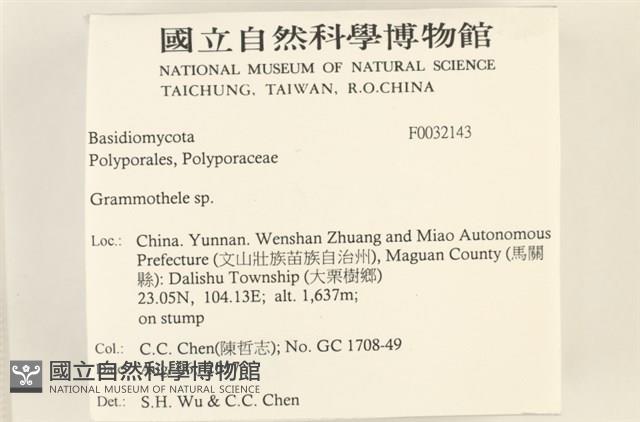 國立自然科學博物館
NATIONAL MUSEUM OF NATURAL SCIENCE
TAICHUNG, TAIWAN, R.O.CHINA
Basidiomycota F0032143
Polyporales, Polyporaceae
Grammothele sp.
Loc.: China. Yunnan. Wenshan Zhuang and Miao Autonomous
Prefecture (文山壯族苗族自治州), Maguan County (馬關
縣): Dalishu Township (大栗樹鄉)
23.05N, 104.13E; alt. 1,637m;
on stump
Col.: C.C. Chen(陳哲志); No. GC 1708-49
國立自然科學博物館
NATIONAL MUSEUM OF NATURAL SCIENCE
Det.: S.H. Wu & C.C. Chen